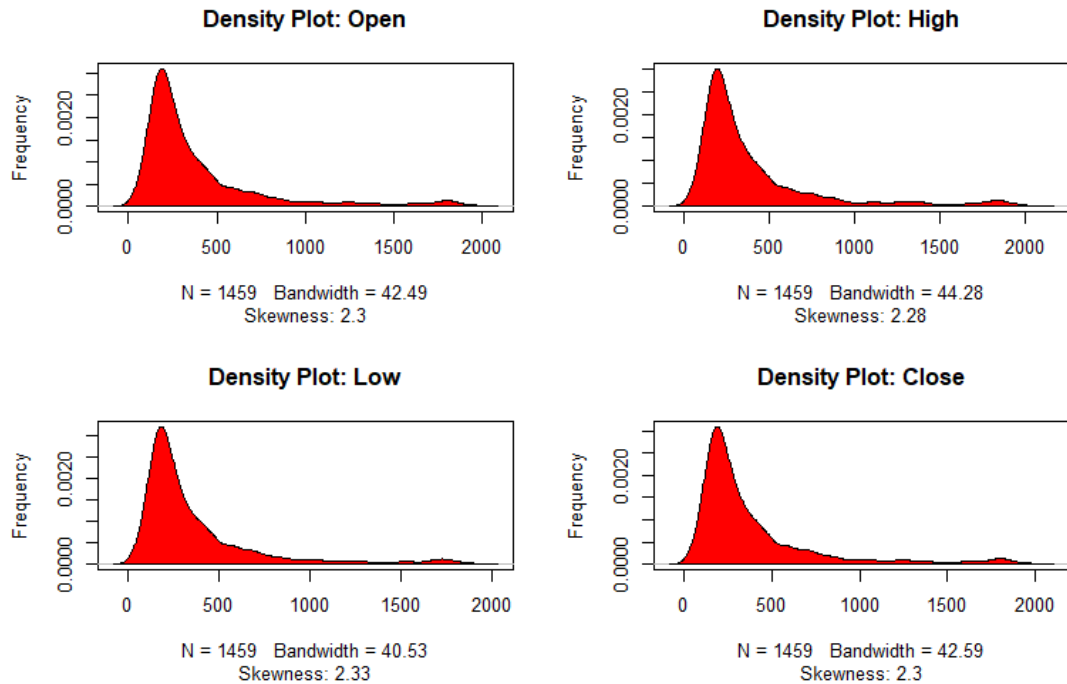 Density Plot: Open
Frequency
0.0020
0.0000
0 500 1000 1500 2000
N = 1459 Bandwidth = 42.49
Skewness: 2.3
Density Plot: High
Frequency
0.0020
0.0000
0 500 1000 1500 2000
N = 1459 Bandwidth = 44.28
Skewness: 2.28
Density Plot: Low
Frequency
0.0020
0.0000
0 500 1000 1500 2000
N = 1459 Bandwidth = 40.53
Skewness: 2.33
Density Plot: Close
Frequency
0.0020
0.0000
0 500 1000 1500 2000
N = 1459 Bandwidth = 42.59
Skewness: 2.3